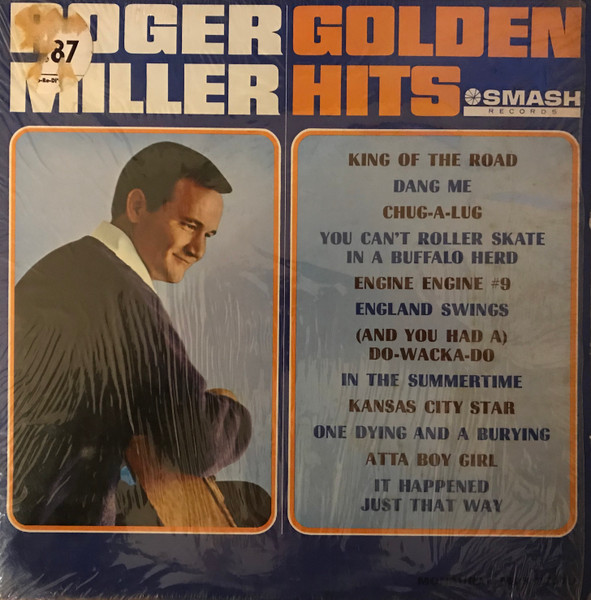 ROGER GOLDEN
MILLER HITS
SMASH
RECORDS
87
KING OF THE ROAD
DANG ME
CHUG-A-LUG
YOU CAN'T ROLLER SKATE
IN A BUFFALO HERD
ENGINE ENGINE #9
ENGLAND SWINGS
(AND YOU HAD A)
DO-WACKA-DO
IN THE SUMMERTIME
KANSAS CITY STAR
ONE DYING AND A BURYING
ATTA BOY GIRL
IT HAPPENED
JUST THAT WAY